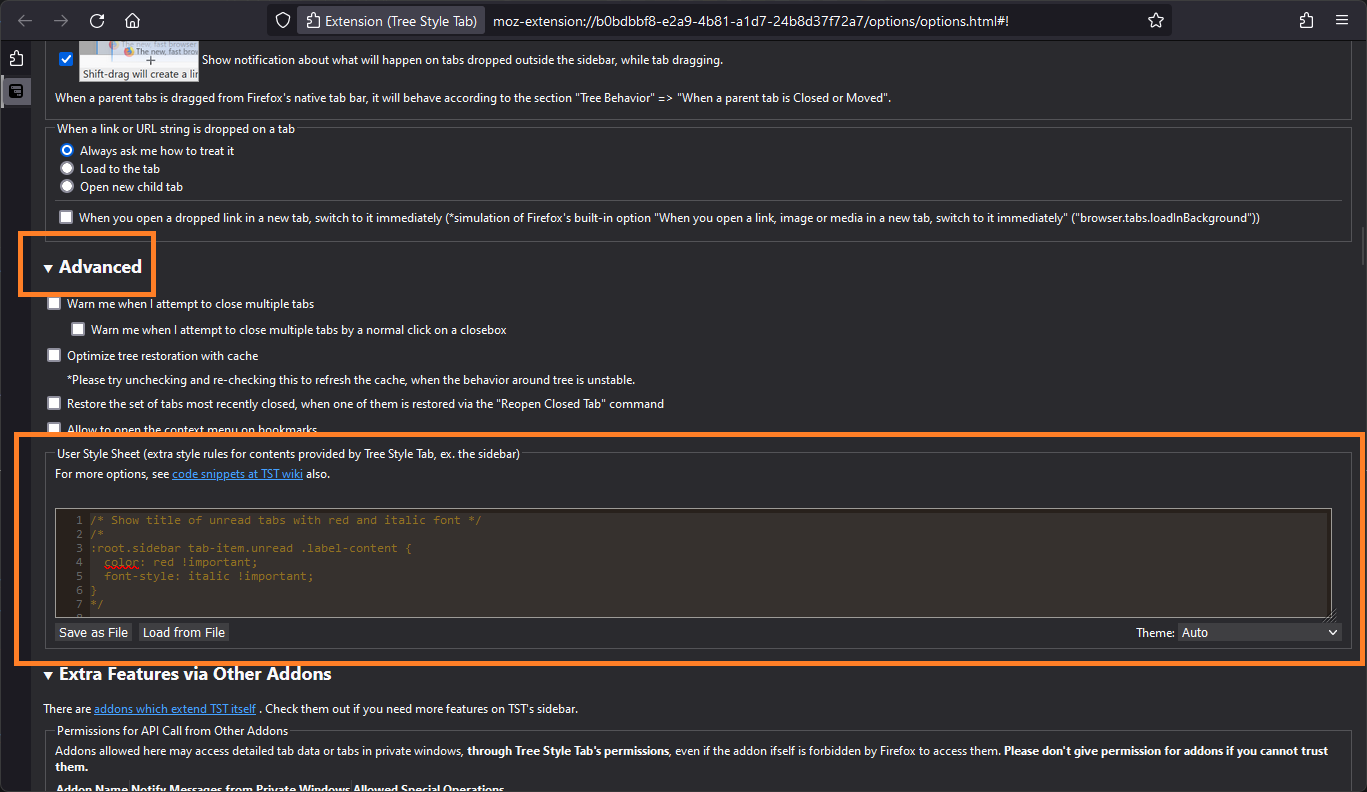 Extension (Tree Style Tab) moz-extension://b0bdbbf8-e2a9-4b81-a1d7-24b8d37f72a7/options/options.html#!
The new, fast browser
The new, fast brow
Shift-drag will create a lin
Show notification about what will happen on tabs dropped outside the sidebar, while tab dragging.
When a parent tabs is dragged from Firefox's native tab bar, it will behave according to the section "Tree Behavior" => "When a parent tab is Closed or Moved".
When a link or URL string is dropped on a tab
Always ask me how to treat it
Load to the tab
Open new child tab
When you open a dropped link in a new tab, switch to it immediately (*simulation of Firefox's built-in option "When you open a link, image or media in a new tab, switch to it immediately" ("browser.tabs.loadInBackground"))
▾ Advanced
Warn me when I attempt to close multiple tabs
Warn me when I attempt to close multiple tabs by a normal click on a closebox
Optimize tree restoration with cache
*Please try unchecking and re-checking this to refresh the cache, when the behavior around tree is unstable.
Restore the set of tabs most recently closed, when one of them is restored via the "Reopen Closed Tab" command
Allow to open the context menu on bookmarks
User Style Sheet (extra style rules for contents provided by Tree Style Tab, ex. the sidebar)
For more options, see code snippets at TST wiki also.
1 /* Show title of unread tabs with red and italic font */
2 /*
3 :root.sidebar tab-item.unread .label-content {
4 color: red !important;
5 font-style: italic !important;
6 }
7 */
8
Save as File Load from File Theme: Auto
▾ Extra Features via Other Addons
There are addons which extend TST itself . Check them out if you need more features on TST's sidebar.
Permissions for API Call from Other Addons
Addons allowed here may access detailed tab data or tabs in private windows, through Tree Style Tab's permissions, even if the addon ifself is forbidden by Firefox to access them. Please don't give permission for addons if you cannot trust
them.
Addon Name Notify Messages from Private Windows Allowed Special Operations